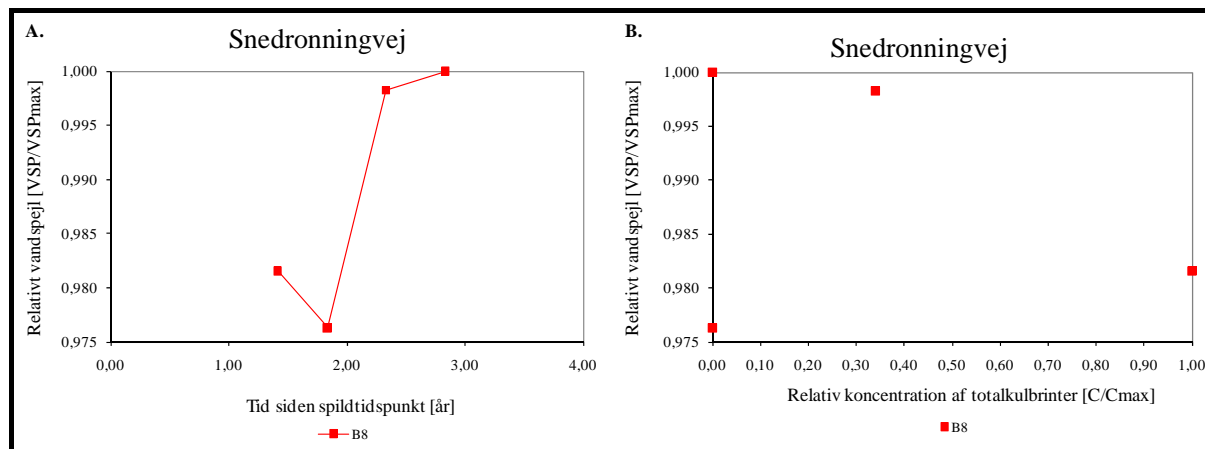 A.
Snedronningvej
Relativt vandspejl [VSP/VSPmax]
1,000
0,995
0,990
0,985
0,980
0,975
0,00
1,00
2,00
3,00
4,00
Tid siden spildtidspunkt [år]
B8
B.
Snedronningvej
Relativt vandspejl [VSP/VSPmax]
1,000
0,995
0,990
0,985
0,980
0,975
0,00
0,10
0,20
0,30
0,40
0,50
0,60
0,70
0,80
0,90
1,00
Relativ koncentration af totalkulbrinter [C/Cmax]
B8